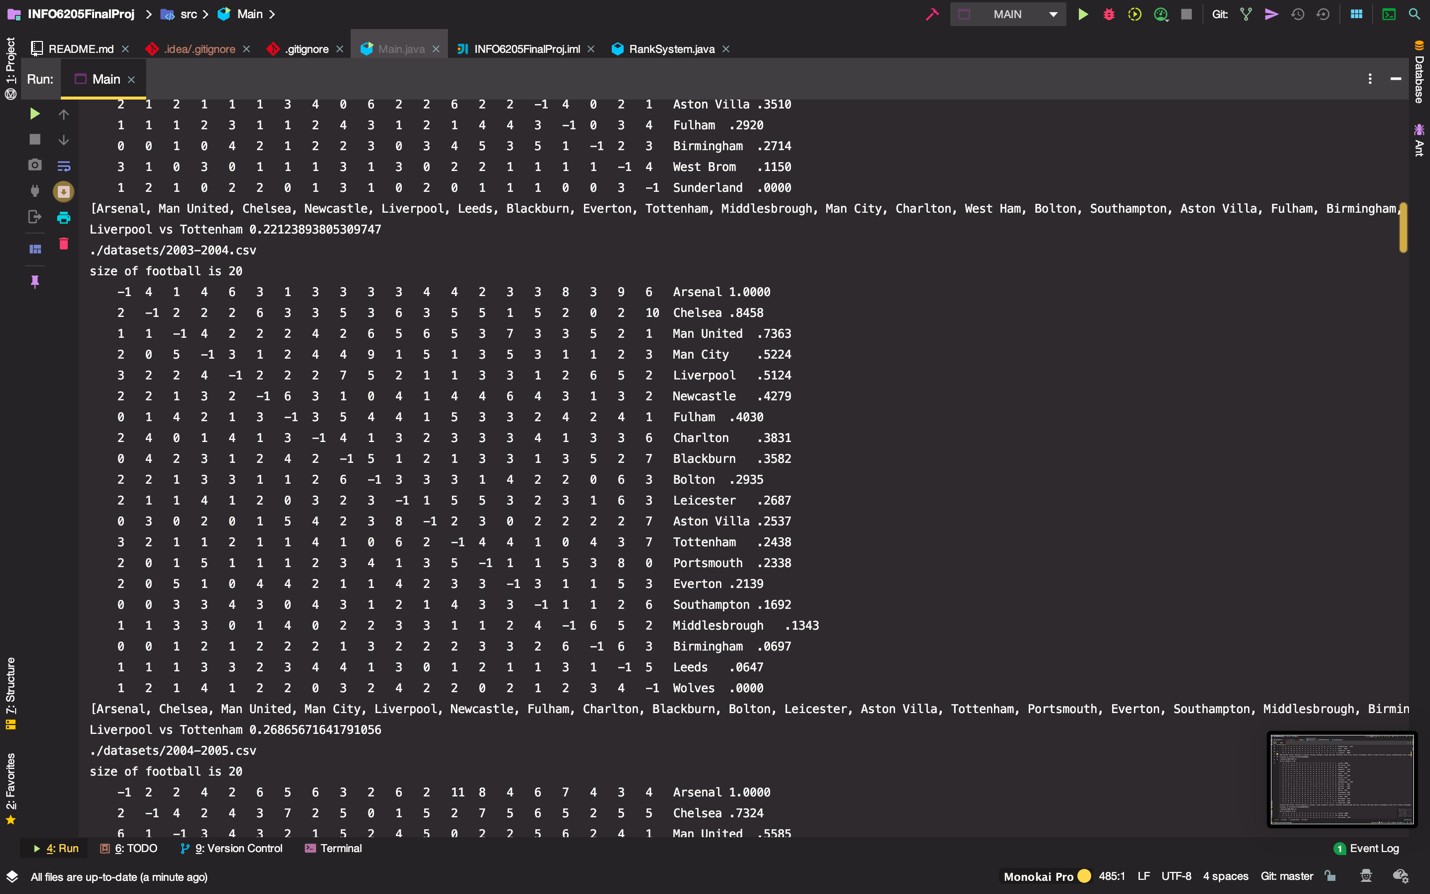 INFO6205FinalProj > src > Main > MAIN Git:
README.md × .idea/.gitignore × .gitignore × Main.java × INFO6205FinalProj.iml × RankSystem.java ×
1: Project
Database
Ant
7: Structure
2: Favorites
Run: Main ×
2 1 2 1 1 1 3 4 0 6 2 2 6 2 2 -1 4 0 2 1 Aston Villa .3510
1 1 1 2 3 1 1 2 4 3 1 2 1 4 4 3 -1 0 3 4 Fulham .2920
0 0 1 0 4 2 1 2 2 3 0 3 4 5 3 5 1 -1 2 3 Birmingham .2714
3 1 0 3 0 1 1 1 3 1 3 0 2 2 1 1 1 1 -1 4 West Brom .1150
1 2 1 0 2 2 0 1 3 1 0 2 0 1 1 1 0 0 3 -1 Sunderland .0000
[Arsenal, Man United, Chelsea, Newcastle, Liverpool, Leeds, Blackburn, Everton, Tottenham, Middlesbrough, Man City, Charlton, West Ham, Bolton, Southampton, Aston Villa, Fulham, Birmingham,
Liverpool vs Tottenham 0.22123893805309747
./datasets/2003-2004.csv
size of football is 20
-1 4 1 4 6 3 1 3 3 3 3 4 4 2 3 3 8 3 9 6 Arsenal 1.0000
2 -1 2 2 2 6 3 3 5 3 6 3 5 5 1 5 2 0 2 10 Chelsea .8458
1 1 -1 4 2 2 2 4 2 6 5 6 5 3 7 3 3 5 2 1 Man United .7363
2 0 5 -1 3 1 2 4 4 9 1 5 1 3 5 3 1 1 2 3 Man City .5224
3 2 2 4 -1 2 2 2 7 5 2 1 1 3 3 1 2 6 5 2 Liverpool .5124
2 2 1 3 2 -1 6 3 1 0 4 1 4 4 6 4 3 1 3 2 Newcastle .4279
0 1 4 2 1 3 -1 3 5 4 4 1 5 3 3 2 4 2 4 1 Fulham .4030
2 4 0 1 4 1 3 -1 4 1 3 2 3 3 3 4 1 3 3 6 Charlton .3831
0 4 2 3 1 2 4 2 -1 5 1 2 1 3 3 1 3 5 2 7 Blackburn .3582
2 2 1 3 3 1 1 2 6 -1 3 3 3 1 4 2 2 0 6 3 Bolton .2935
2 1 1 4 1 2 0 3 2 3 -1 1 5 5 3 2 3 1 6 3 Leicester .2687
0 3 0 2 0 1 5 4 2 3 8 -1 2 3 0 2 2 2 2 7 Aston Villa .2537
3 2 1 1 2 1 1 4 1 0 6 2 -1 4 4 1 0 4 3 7 Tottenham .2438
2 0 1 5 1 1 1 2 3 4 1 3 5 -1 1 1 5 3 8 0 Portsmouth .2338
2 0 5 1 0 4 4 2 1 1 4 2 3 3 -1 3 1 1 5 3 Everton .2139
0 0 3 3 4 3 0 4 3 1 2 1 4 3 3 -1 1 1 2 6 Southampton .1692
1 1 3 3 0 1 4 0 2 2 3 3 1 1 2 4 -1 6 5 2 Middlesbrough .1343
0 0 1 2 1 2 2 2 1 3 2 2 2 3 3 2 6 -1 6 3 Birmingham .0697
1 1 1 3 3 2 3 4 4 1 3 0 1 2 1 1 3 1 -1 5 Leeds .0647
1 2 1 4 1 2 2 0 3 2 4 2 2 0 2 1 2 3 4 -1 Wolves .0000
[Arsenal, Chelsea, Man United, Man City, Liverpool, Newcastle, Fulham, Charlton, Blackburn, Bolton, Leicester, Aston Villa, Tottenham, Portsmouth, Everton, Southampton, Middlesbrough, Birmin
Liverpool vs Tottenham 0.26865671641791056
./datasets/2004-2005.csv
size of football is 20
-1 2 2 4 2 6 5 6 3 2 6 2 11 8 4 6 7 4 3 4 Arsenal 1.0000
2 -1 4 2 4 3 7 2 5 0 1 5 2 7 5 6 5 2 5 5 Chelsea .7324
6 1 -1 3 4 3 2 1 5 2 4 5 0 2 2 5 6 2 4 1 Man United .5585
4: Run 6: TODO 9: Version Control Terminal 1 Event Log
All files are up-to-date (a minute ago) Monokai Pro 485:1 LF UTF-8 4 spaces Git: master